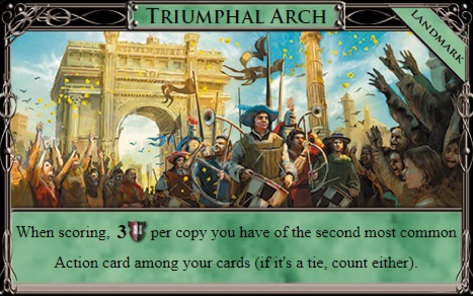 TRIUMPHAL ARCH
LANDMARK
When scoring, 3 per copy you have of the second most common
Action card among your cards (if it's a tie, count either).